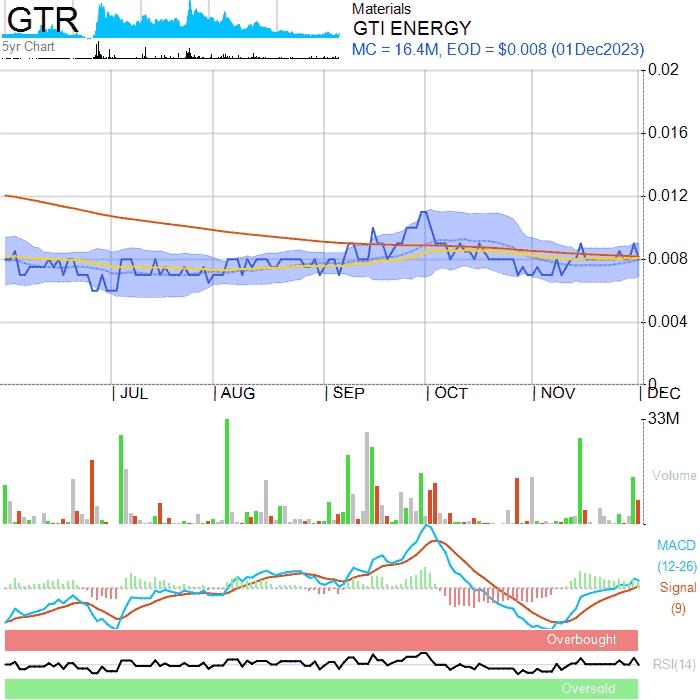 GTR
5yr Chart
Materials
GTI ENERGY
MC = 16.4M, EOD = $0.008 (01Dec2023)
0.02
0.016
0.012
0.008
0.004
0
JUL AUG SEP OCT NOV DEC
33M
Volume
MACD
(12-26)
Signal
(9)
Overbought
RSI(14)
Oversold